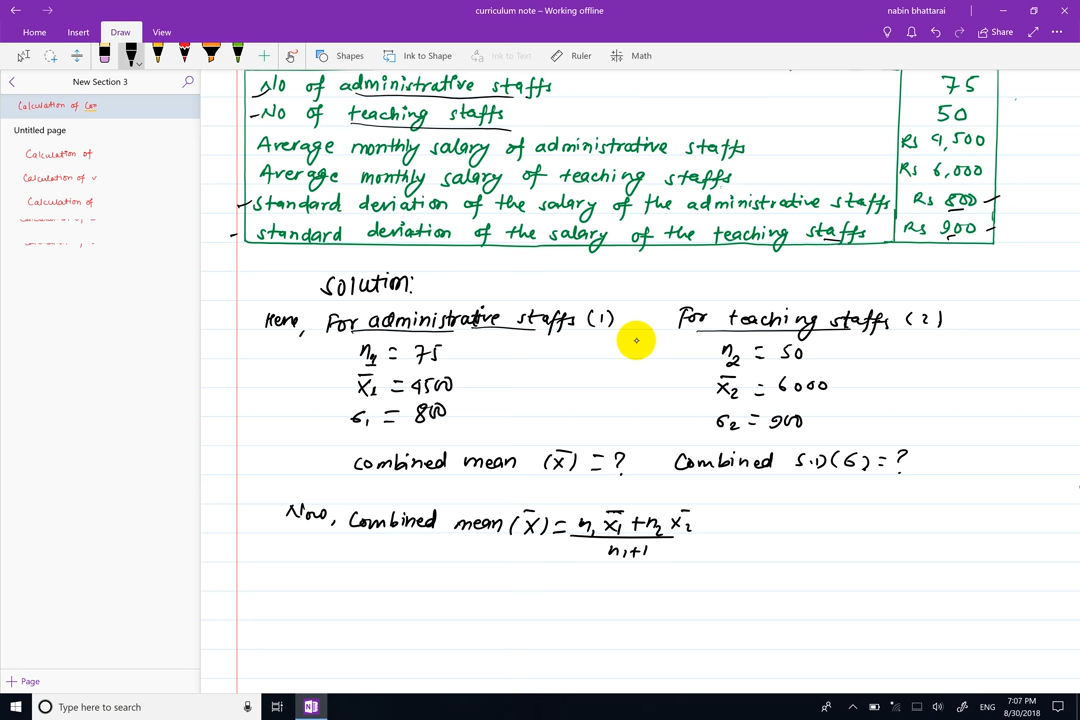 curriculum note – Working offline
nabin bhattarai
Home Insert Draw View
Share
Shapes Ink to Shape Ink to Text Ruler Math
New Section 3
Calculation of Con
Untitled page
Calculation of
Calculation of v
Calculation of
Page
No of administrative staffs 75
No of teaching staffs 50
Average monthly salary of administrative staffs Rs 4,500
Average monthly salary of teaching staffs Rs 6,000
Standard deviation of the salary of the administrative staffs Rs 800
standard deviation of the salary of the teaching staffs Rs 900
Solution:
Here, For administrative staffs (1) For teaching staffs (2)
n₁ = 75 n₂ = 50
x̄₁ = 4500 x̄₂ = 6000
σ₁ = 800 σ₂ = 900
combined mean (x̄) = ? Combined S.D(σ) = ?
Now, Combined mean (x̄) = n₁ x̄₁ + n₂ x̄₂
n₁+1
Type here to search
ENG
7:07 PM
8/30/2018